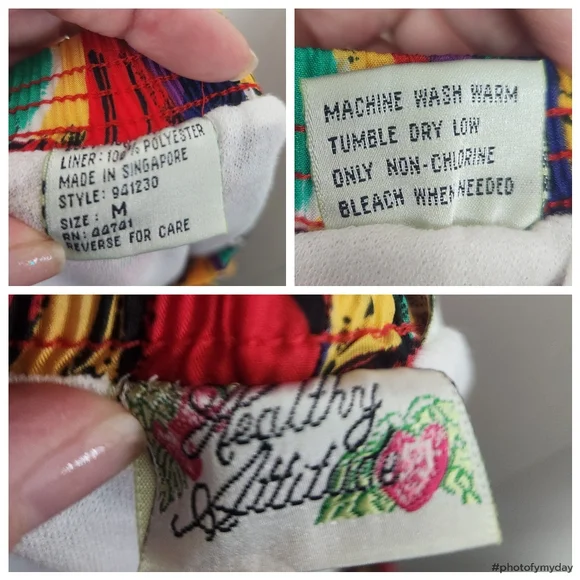 LINER: 100% POLYESTER
MADE IN SINGAPORE
STYLE: 941230
SIZE: M
RN: 44741
REVERSE FOR CARE
MACHINE WASH WARM
TUMBLE DRY LOW
ONLY NON-CHLORINE
BLEACH WHEN NEEDED
Healthy
Attitude
#photofymyday